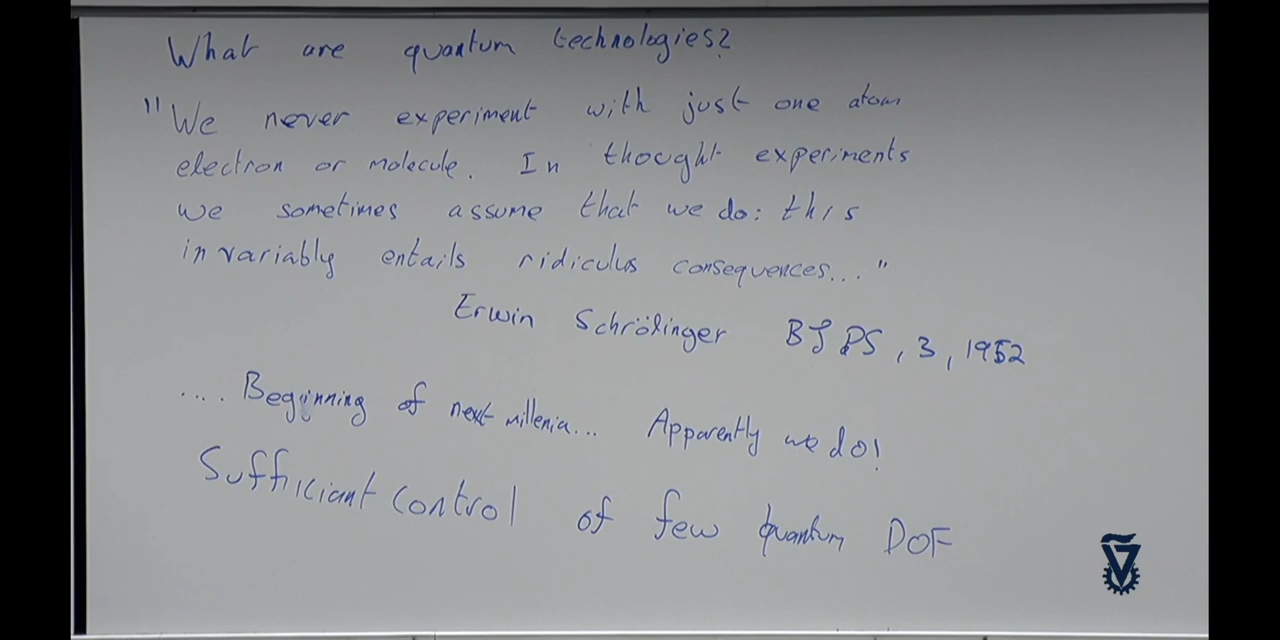 What are quantum technologies?
"We never experiment with just one atom
electron or molecule. In thought experiments
we sometimes assume that we do: this
invariably entails ridiculus consequences..."
Erwin Schrödinger BJPS, 3, 1952
.... Beginning of next millenia... Apparently we do!
Sufficiant control of few quantum DOF